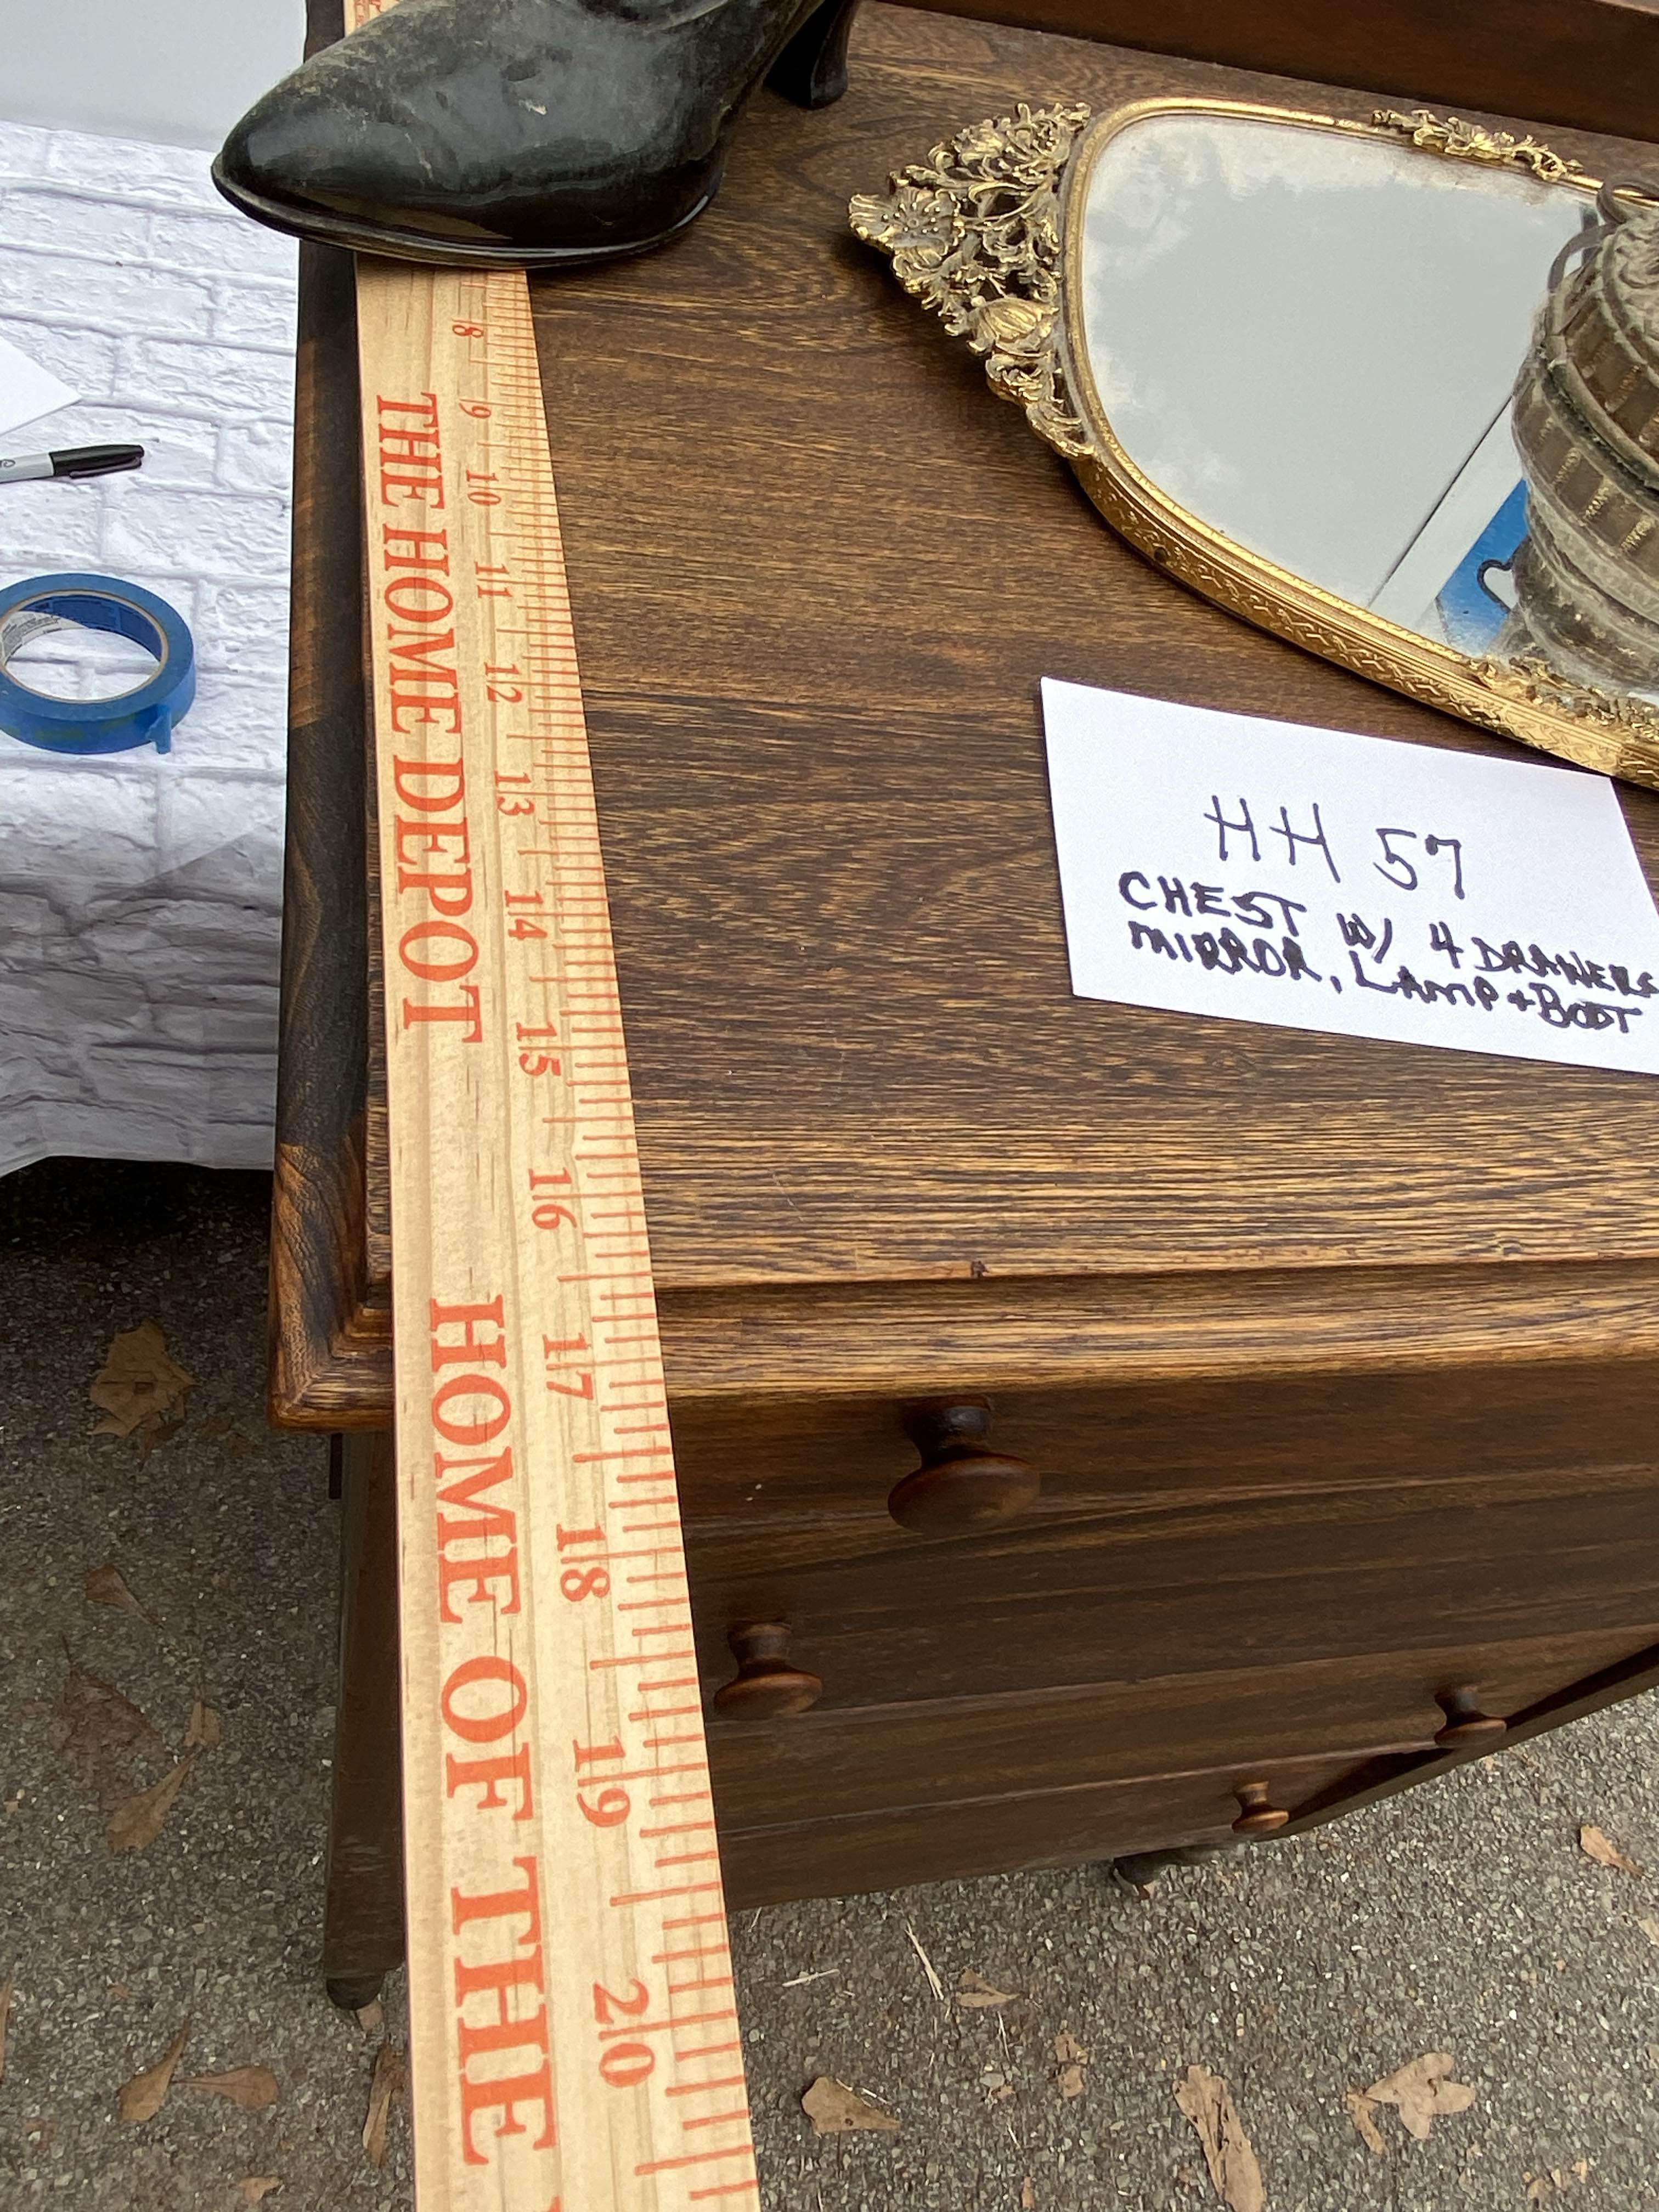 8
9
10
11
12
13
14
15
16
17
18
19
20
THE HOME DEPOT
HOME OF THE
HH 57
CHEST W/ 4 DRAWERS
MIRROR, LAMP + BOOT